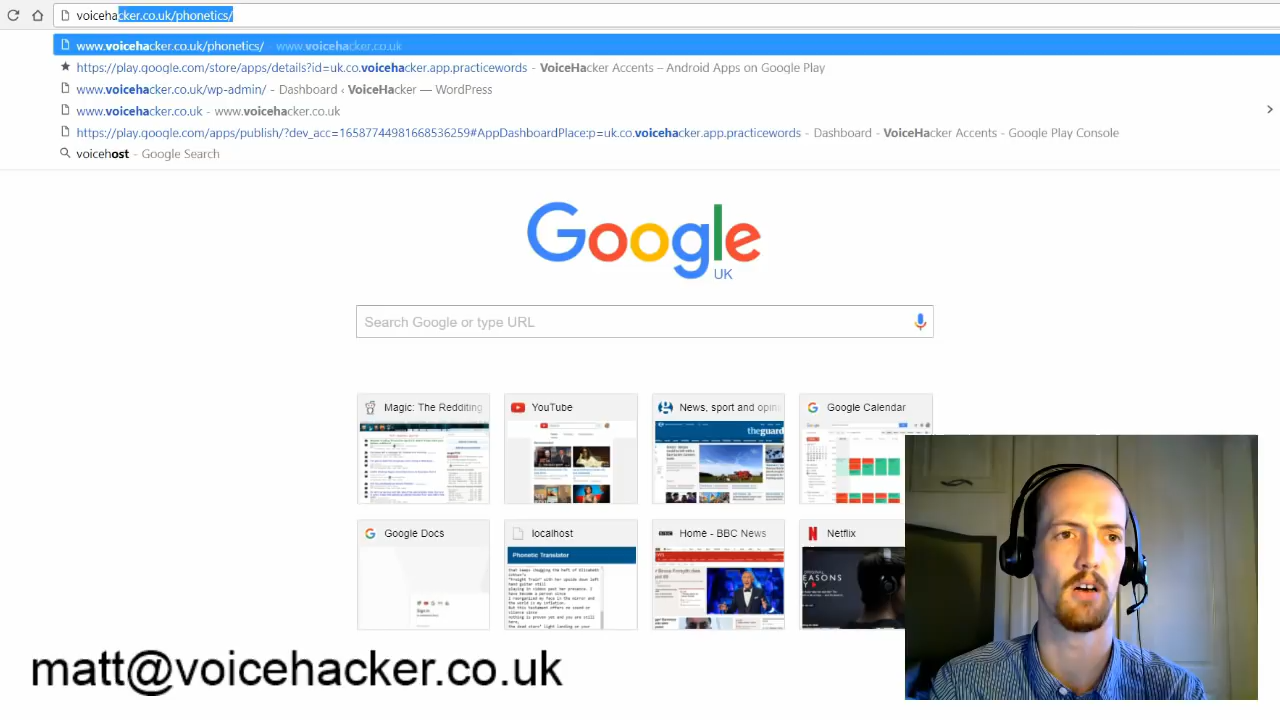 voicehacker.co.uk/phonetics/
www.voicehacker.co.uk/phonetics/ - www.voicehacker.co.uk
https://play.google.com/store/apps/details?id=uk.co.voicehacker.app.practicewords - VoiceHacker Accents – Android Apps on Google Play
www.voicehacker.co.uk/wp-admin/ - Dashboard ‹ VoiceHacker — WordPress
www.voicehacker.co.uk - www.voicehacker.co.uk
https://play.google.com/apps/publish/?dev_acc=16587744981668536259#AppDashboardPlace:p=uk.co.voicehacker.app.practicewords - Dashboard - VoiceHacker Accents - Google Play Console
voicehost - Google Search
Google
UK
Search Google or type URL
Magic: The Redditing
YouTube
News, sport and opin
Google Calendar
theguard
Google Docs
localhost
Home - BBC News
Netflix
Phonetic Translator
matt@voicehacker.co.uk